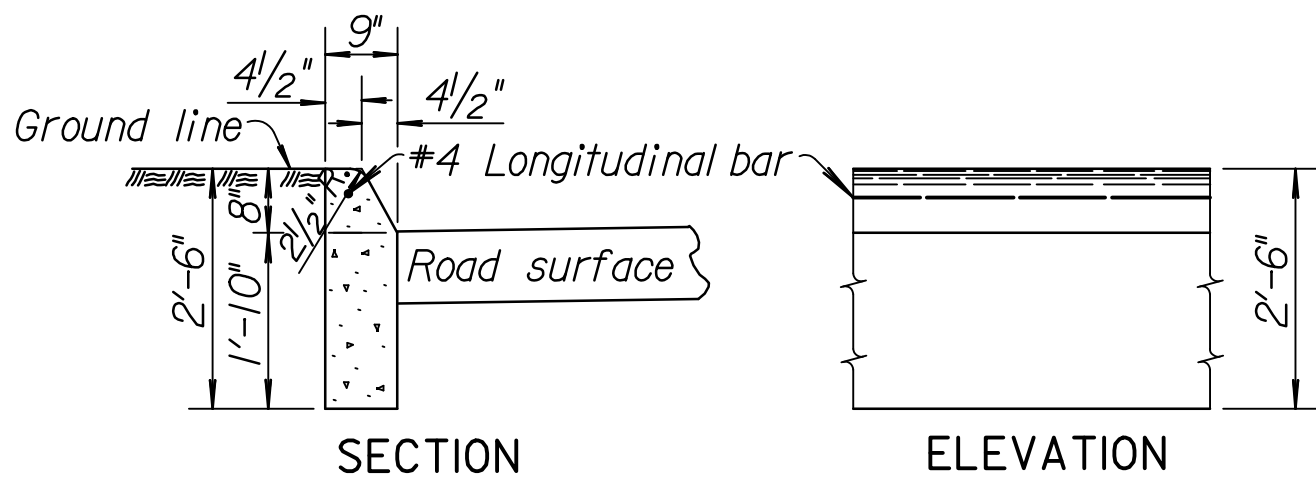 9"
4½"
4½"
Ground line
#4 Longitudinal bar
8"
2½"
2'-6"
1'-10"
Road surface
2'-6"
SECTION
ELEVATION